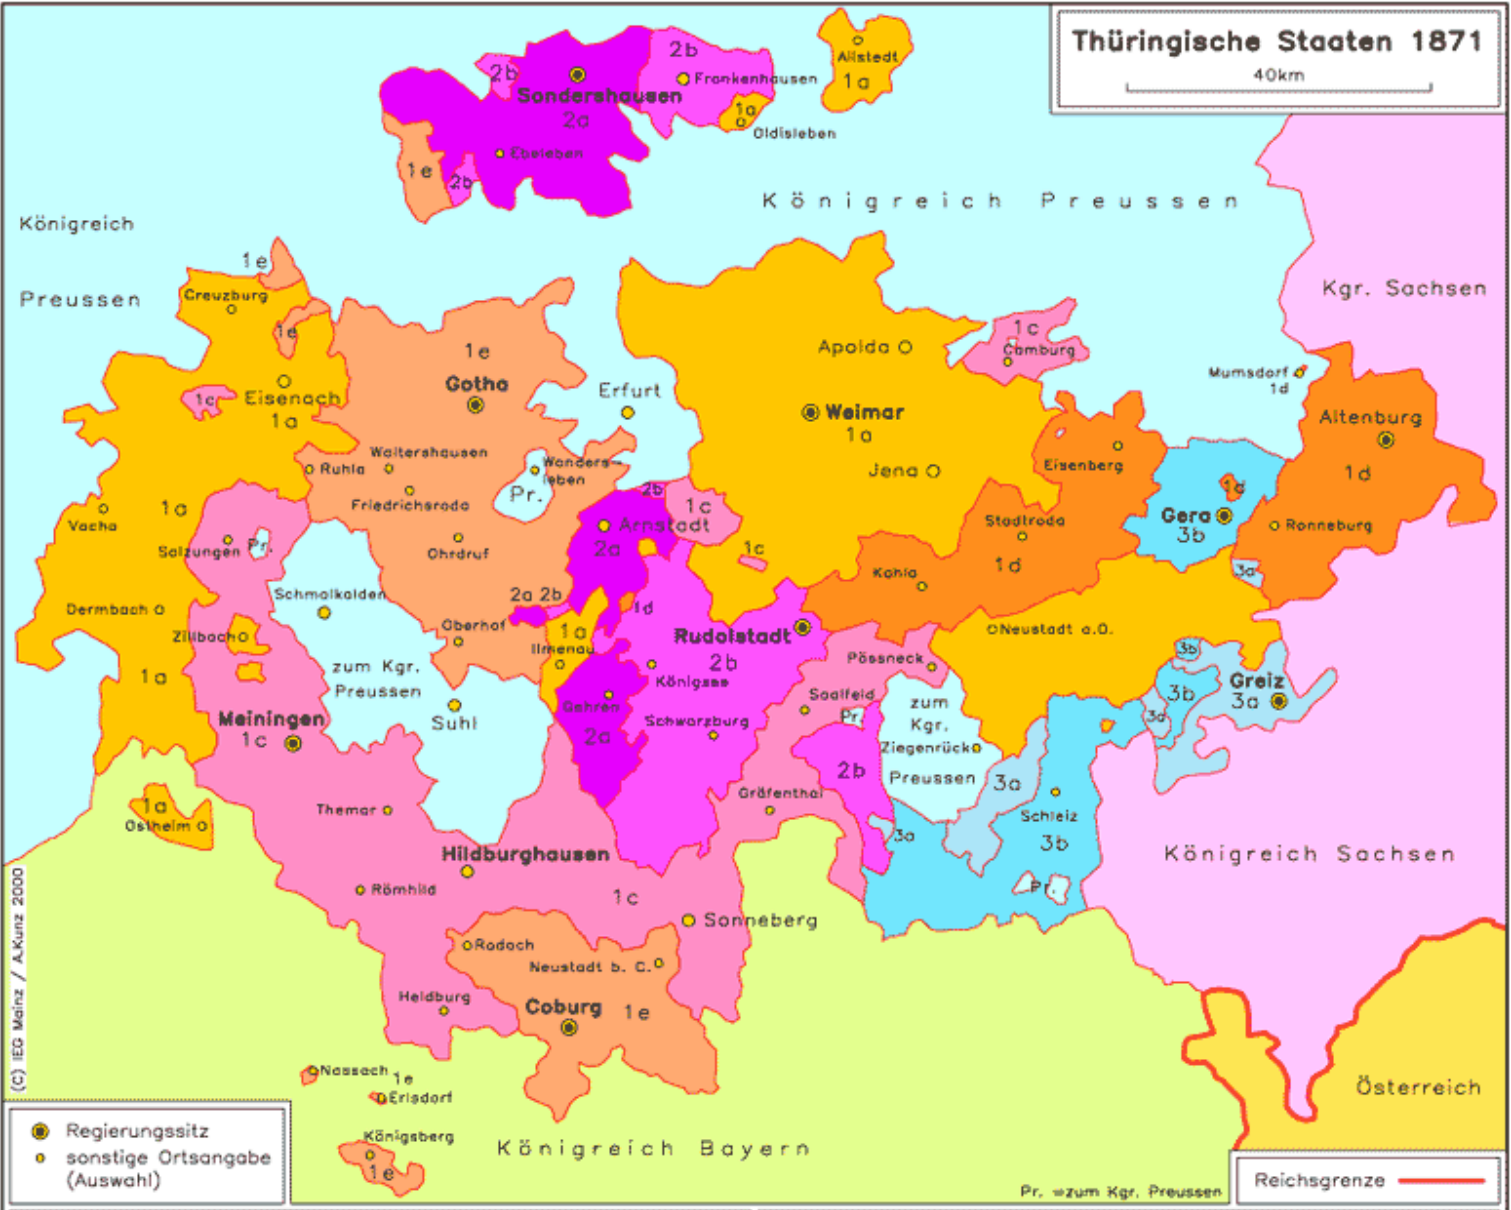 Thüringische Staaten 1871
40km
Allstedt
1a
2b
2b
Frankenhausen
Sondershausen
2a
1a
Oldisleben
Ebeleben
1e
2b
Königreich Preussen
Königreich
Preussen
Kgr. Sachsen
1e
Creuzburg
1e
1e
1c
Camburg
Apolda
Mumsdorf
1d
Gotha
Erfurt
Eisenach
1c
1a
Weimar
1a
Altenburg
1d
Waltershausen
Ruhla
Wanders-
leben
Pr.
Friedrichsroda
Jena
Eisenberg
1d
2b
1c
Vacha
1a
Arnstadt
2a
Stadtroda
Gera
3b
Ronneburg
Salzungen
Pr.
Ohrdruf
1c
1d
3a
Kahla
Schmalkalden
2a 2b
1d
Dermbach
Zillbach
Oberhof
1a
Ilmenau
Rudolstadt
2b
Neustadt a.O.
3b
1a
zum Kgr.
Preussen
Königsee
Pössneck
Saalfeld
3b
Greiz
3a
3a
Gehren
2a
Schwarzburg
Pr.
zum
Kgr.
Ziegenrück
Preussen
Meiningen
1c
Suhl
2b
3a
Gräfenthal
1a
Ostheim
Themar
Schleiz
3b
3a
Hildburghausen
Königreich Sachsen
Römhild
1c
Pr.
Sonneberg
Rodach
Neustadt b. C.
Heldburg
Coburg
1e
Nassach
1e
Erlsdorf
Königsberg
1e
Königreich Bayern
Österreich
(C) IEG Mainz / A.Kunz 2000
Regierungssitz
sonstige Ortsangabe
(Auswahl)
Pr. =zum Kgr. Preussen
Reichsgrenze